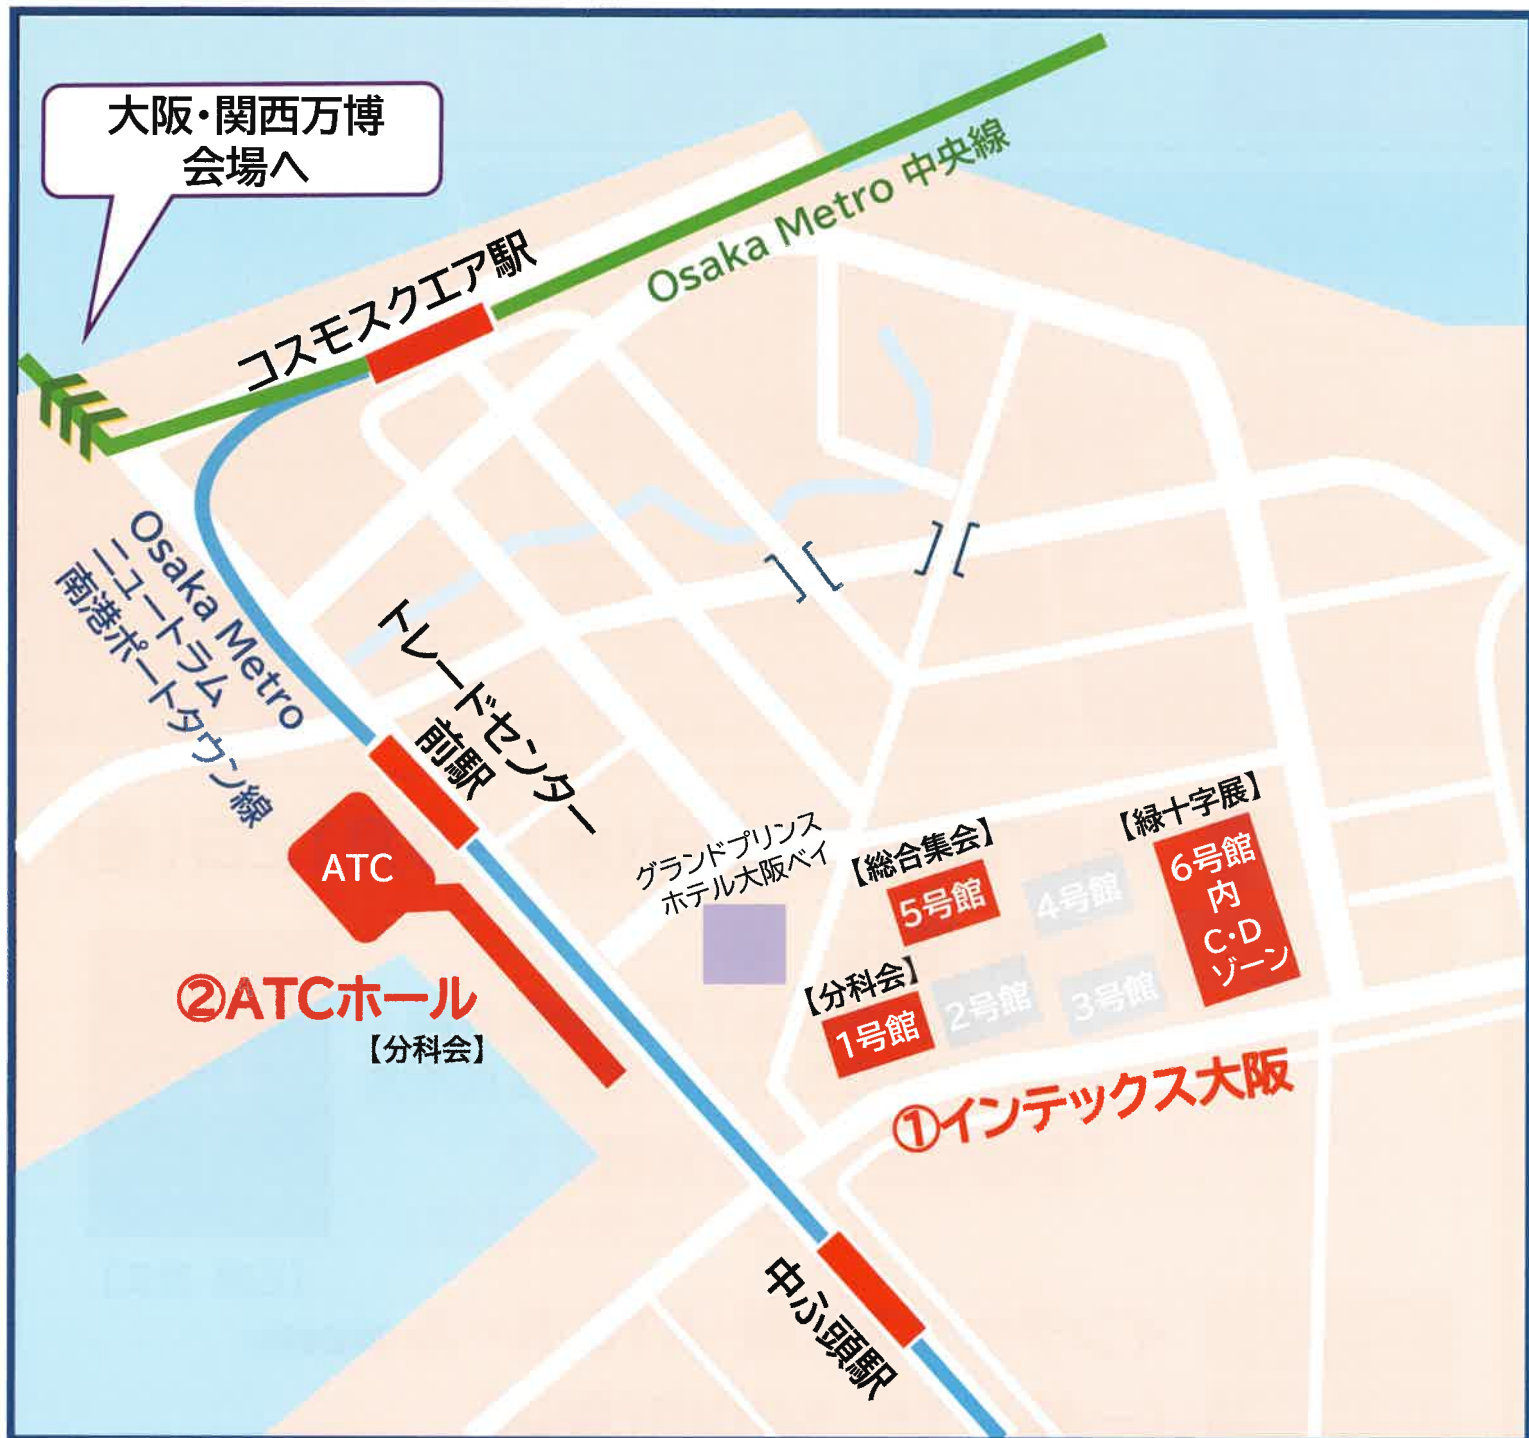 大阪・関西万博
会場へ
コスモスクエア駅
Osaka Metro 中央線
Osaka Metro
ニュートラム
南港ポートタウン線
トレードセンター
前駅
ATC
②ATCホール
【分科会】
グランドプリンス
ホテル大阪ベイ
【総合集会】
5号館
4号館
【緑十字展】
6号館
内
C・D
ゾーン
【分科会】
1号館
2号館
3号館
①インテックス大阪
中ふ頭駅